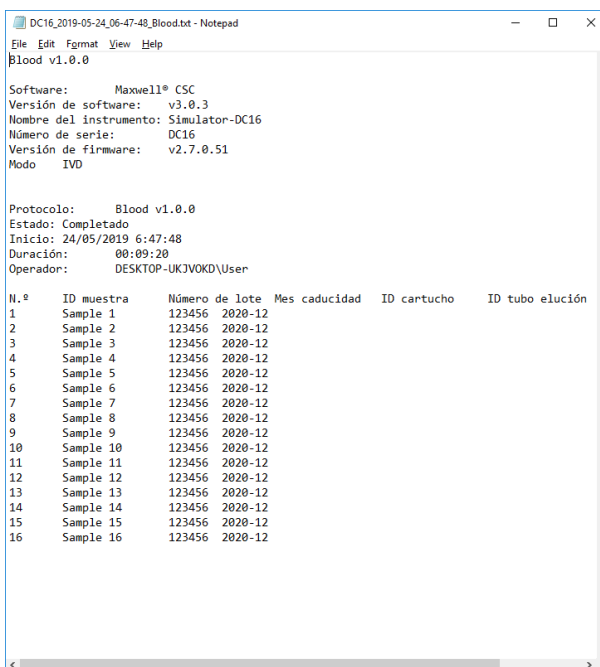 DC16_2019-05-24_06-47-48_Blood.txt - Notepad
File Edit Format View Help
Blood v1.0.0
Software: Maxwell® CSC
Versión de software: v3.0.3
Nombre del instrumento: Simulator-DC16
Número de serie: DC16
Versión de firmware: v2.7.0.51
Modo IVD
Protocolo: Blood v1.0.0
Estado: Completado
Inicio: 24/05/2019 6:47:48
Duración: 00:09:20
Operador: DESKTOP-UKJVOKD\User
N.º ID muestra Número de lote Mes caducidad ID cartucho ID tubo elución
1 Sample 1 123456 2020-12
2 Sample 2 123456 2020-12
3 Sample 3 123456 2020-12
4 Sample 4 123456 2020-12
5 Sample 5 123456 2020-12
6 Sample 6 123456 2020-12
7 Sample 7 123456 2020-12
8 Sample 8 123456 2020-12
9 Sample 9 123456 2020-12
10 Sample 10 123456 2020-12
11 Sample 11 123456 2020-12
12 Sample 12 123456 2020-12
13 Sample 13 123456 2020-12
14 Sample 14 123456 2020-12
15 Sample 15 123456 2020-12
16 Sample 16 123456 2020-12